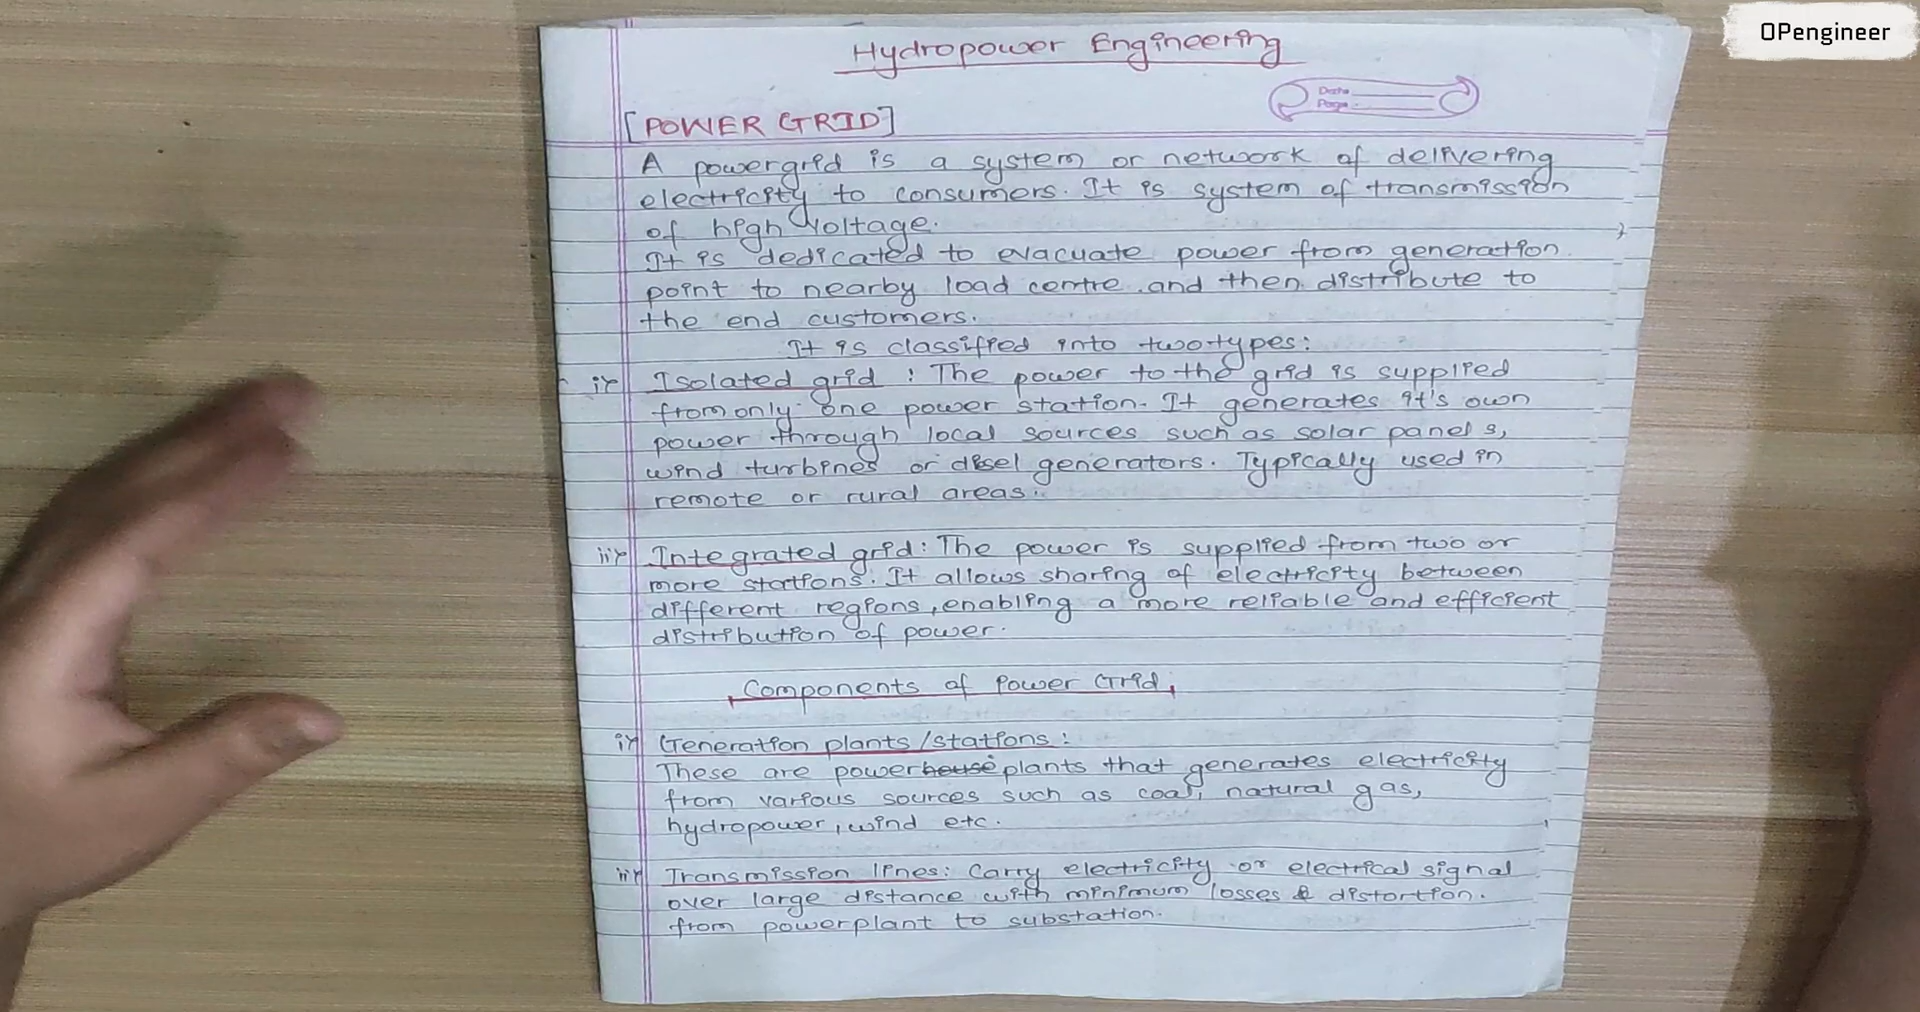 OPengineer
Hydropower Engineering
Date
Page
[POWER GRID]
A powergrid is a system or network of delivering
electricity to consumers. It is system of transmission
of high voltage.
It is dedicated to evacuate power from generation
point to nearby load centre and then distribute to
the end customers.
It is classified into two types:
i) Isolated grid : The power to the grid is supplied
from only one power station. It generates it's own
power through local sources such as solar panels,
wind turbines or disel generators. Typically used in
remote or rural areas.
ii) Integrated grid: The power is supplied from two or
more stations. It allows sharing of electricity between
different regions, enabling a more reliable and efficient
distribution of power.
Components of Power Grid
i) Generation plants/stations:
These are powerhouse plants that generates electricity
from various sources such as coal, natural gas,
hydropower, wind etc.
ii) Transmission lines: Carry electricity or electrical signal
over large distance with minimum losses & distortion.
from powerplant to substation.